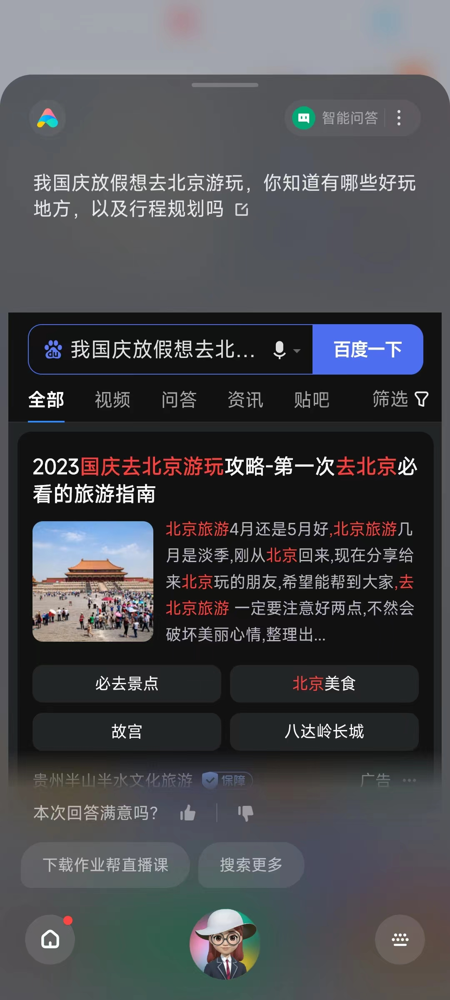 智能问答
我国庆放假想去北京游玩，你知道有哪些好玩
地方，以及行程规划吗
du 我国庆放假想去北... 百度一下
全部 视频 问答 资讯 贴吧 筛选
2023国庆去北京游玩攻略-第一次去北京必
看的旅游指南
北京旅游4月还是5月好,北京旅游几
月是淡季,刚从北京回来,现在分享给
来北京玩的朋友,希望能帮到大家,去
北京旅游 一定要注意好两点,不然会
破坏美丽心情,整理出...
必去景点 北京美食
故宫 八达岭长城
贵州半山半水文化旅游 保障 广告
本次回答满意吗?
下载作业帮直播课 搜索更多